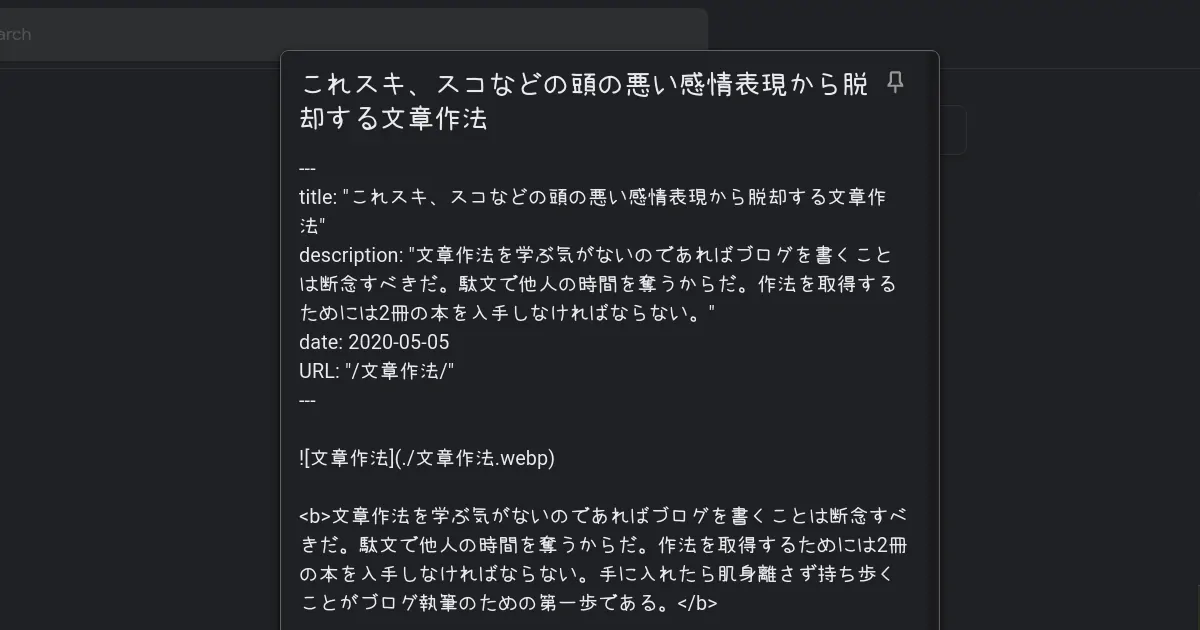 arch
これスキ、スコなどの頭の悪い感情表現から脱
却する文章作法
---
title: "これスキ、スコなどの頭の悪い感情表現から脱却する文章作
法"
description: "文章作法を学ぶ気がないのであればブログを書くこと
は断念すべきだ。駄文で他人の時間を奪うからだ。作法を取得する
ためには2冊の本を入手しなければならない。"
date: 2020-05-05
URL: "/文章作法/"
---
![文章作法](./文章作法.webp)
<b>文章作法を学ぶ気がないのであればブログを書くことは断念すべ
きだ。駄文で他人の時間を奪うからだ。作法を取得するためには2冊
の本を入手しなければならない。手に入れたら肌身離さず持ち歩く
ことがブログ執筆のための第一歩である。</b>